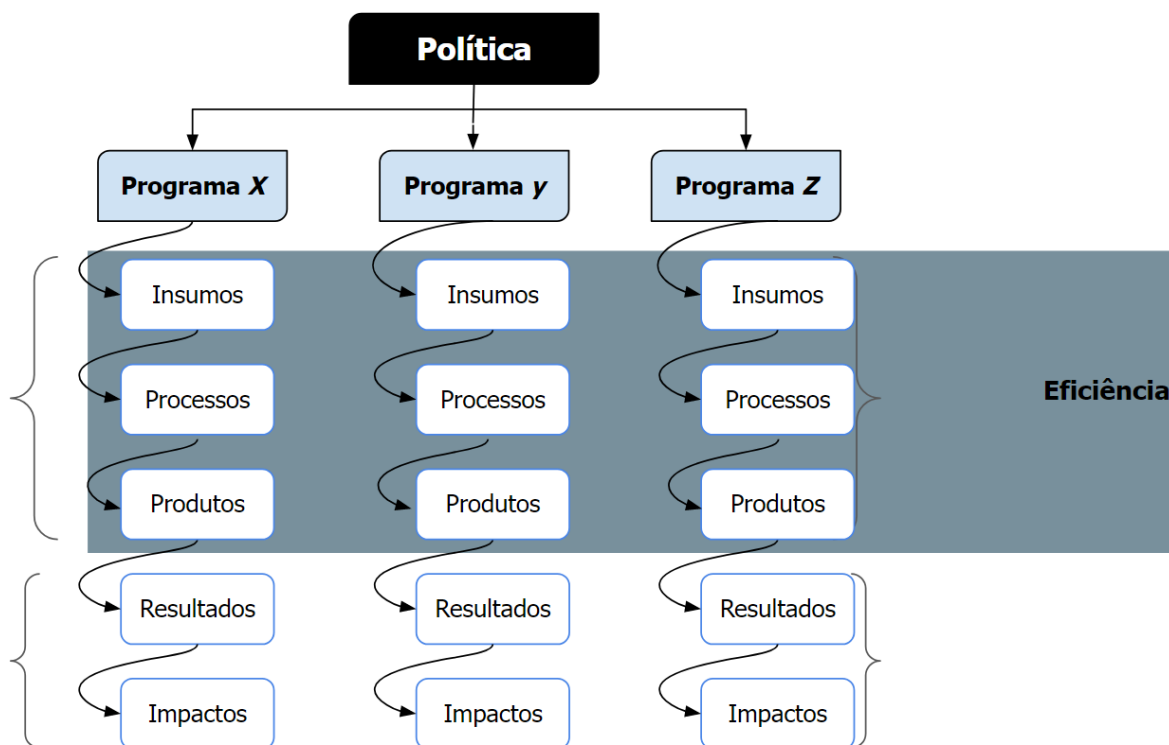 Política
Programa X
Programa y
Programa Z
Insumos
Insumos
Insumos
Processos
Processos
Processos
Eficiência
Produtos
Produtos
Produtos
Resultados
Resultados
Resultados
Impactos
Impactos
Impactos